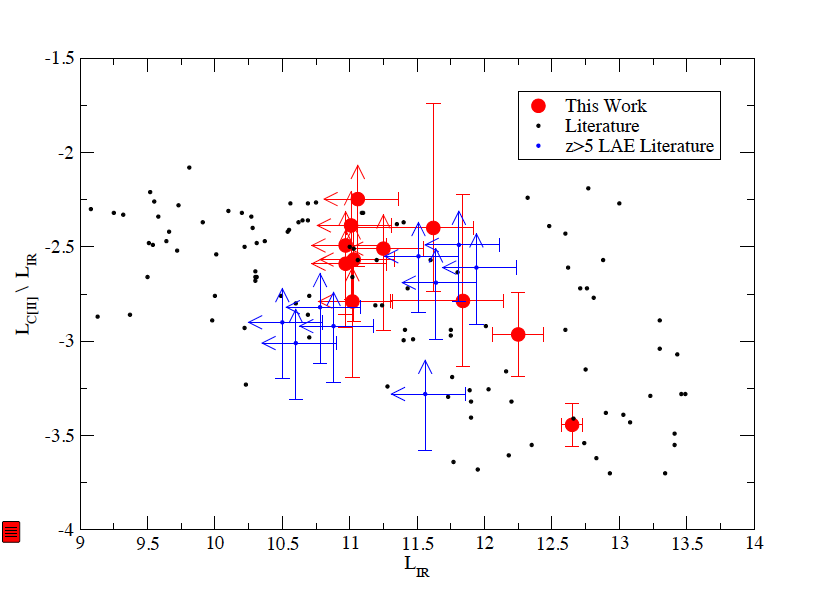 -1.5
-2
-2.5
-3
-3.5
-4
L_C[II] \ L_IR
This Work
Literature
z>5 LAE Literature
9 9.5 10 10.5 11 11.5 12 12.5 13 13.5 14
L_IR